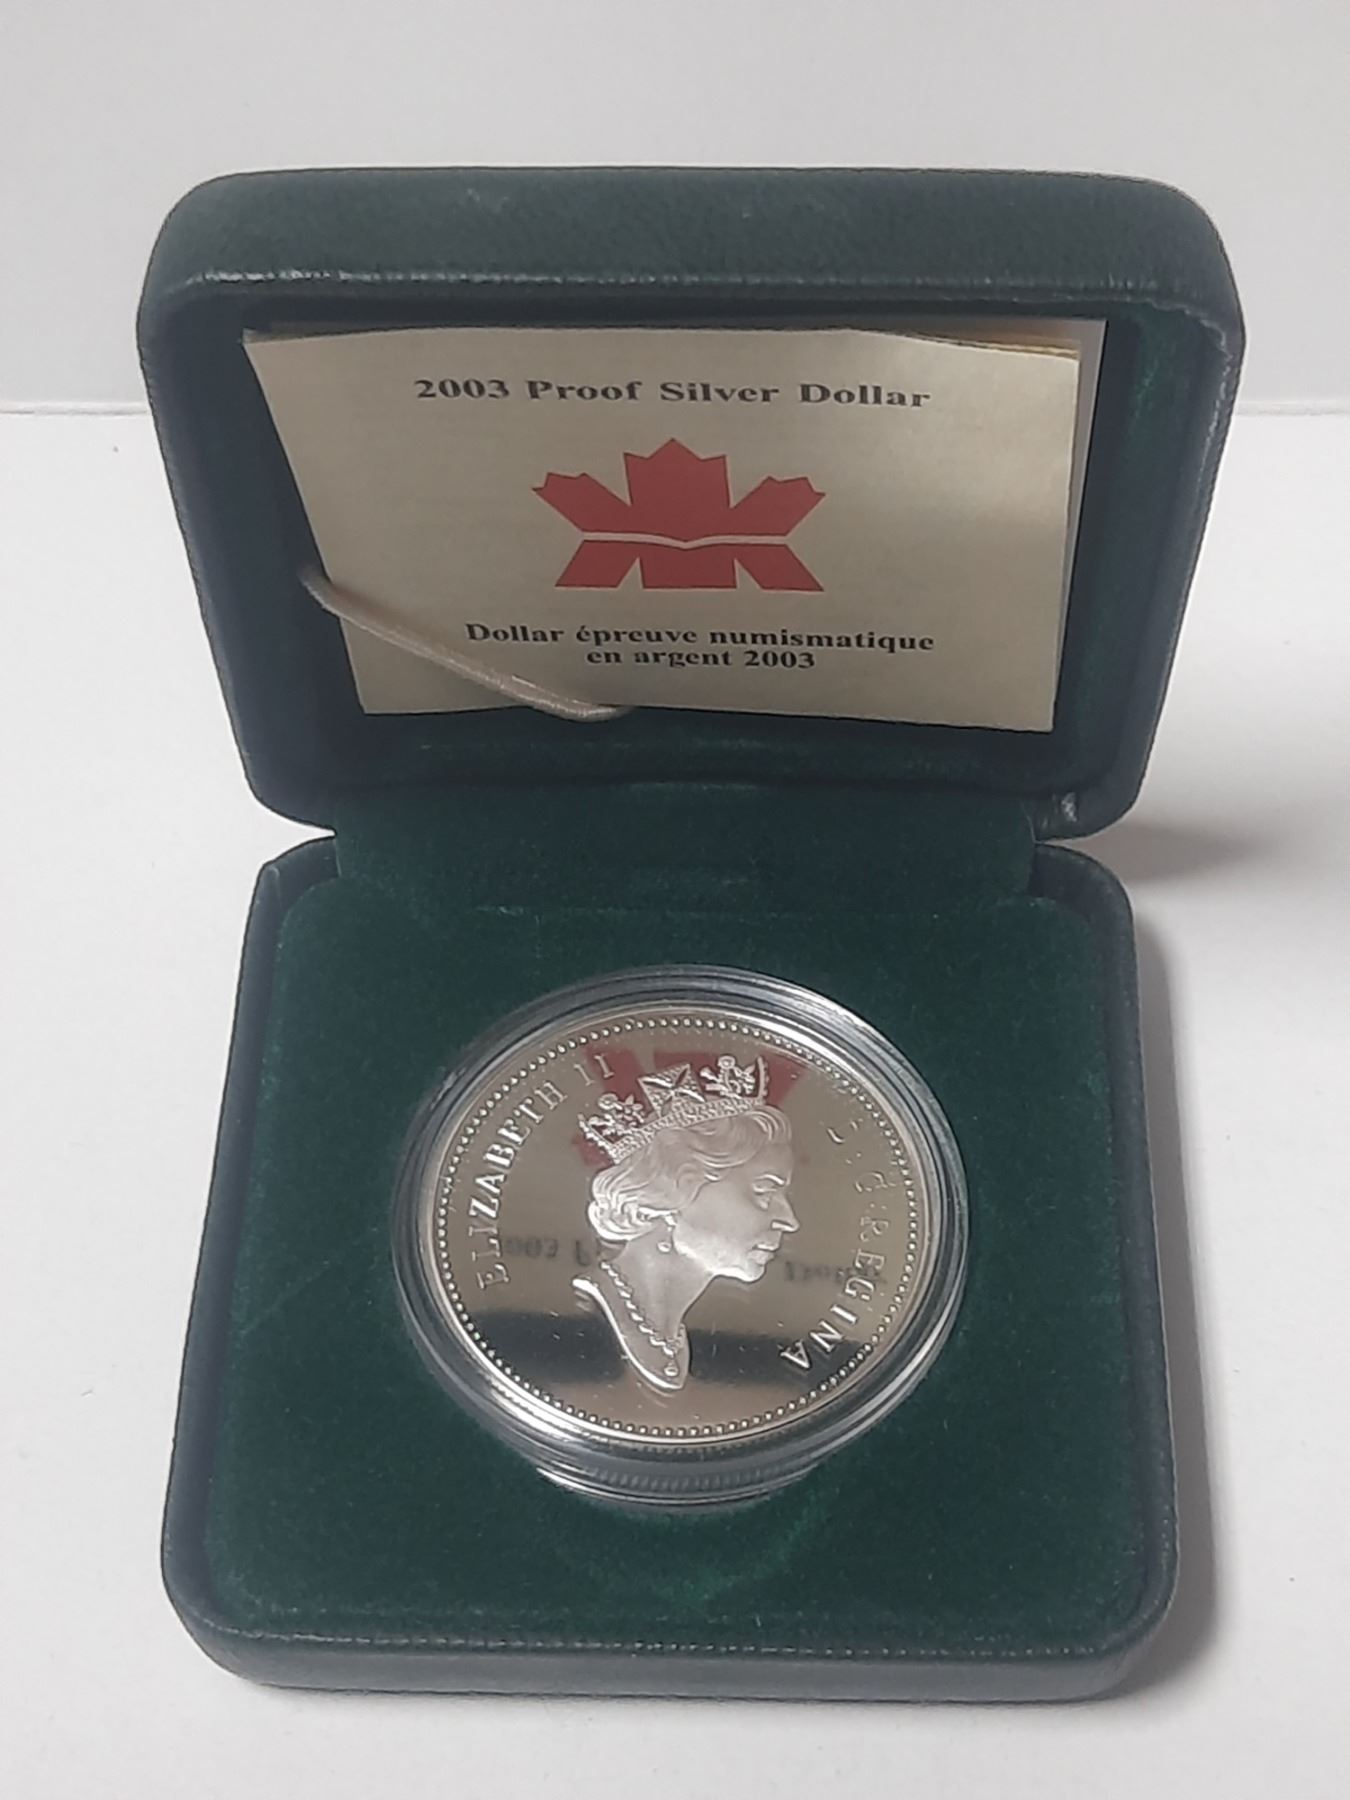 2003 Proof Silver Dollar
Dollar épreuve numismatique
en argent 2003
ELIZABETH II D·G·REGINA